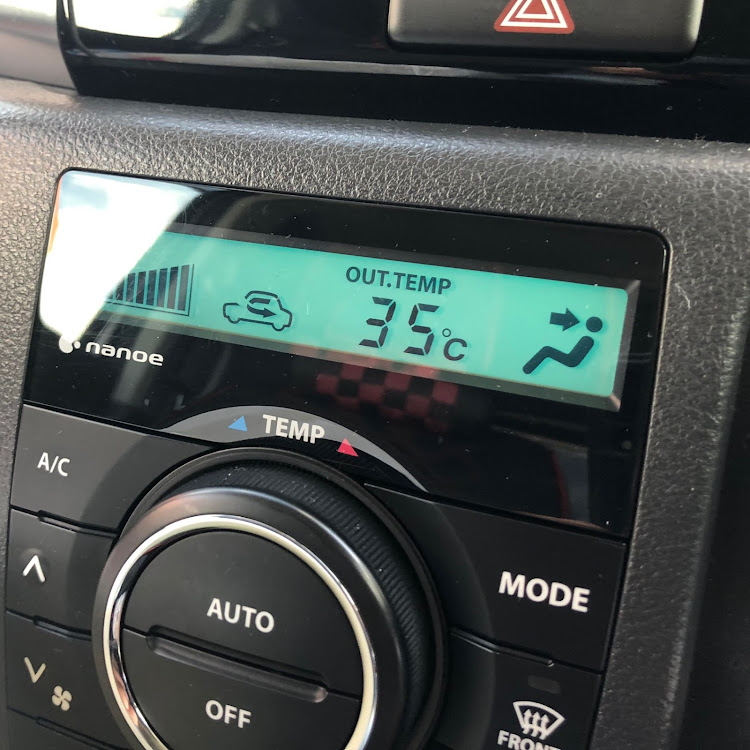 OUT.TEMP
35°C
nanoe
TEMP
A/C
MODE
AUTO
OFF
FRONT